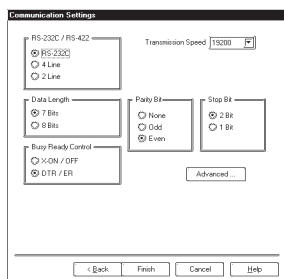 Communication Settings
RS-232C / RS-422
RS-232C
4 Line
2 Line
Transmission Speed 19200
Data Length
7 Bits
8 Bits
Parity Bit
None
Odd
Even
Stop Bit
2 Bit
1 Bit
Busy Ready Control
X-ON / OFF
DTR / ER
Advanced ...
< Back
Finish
Cancel
Help